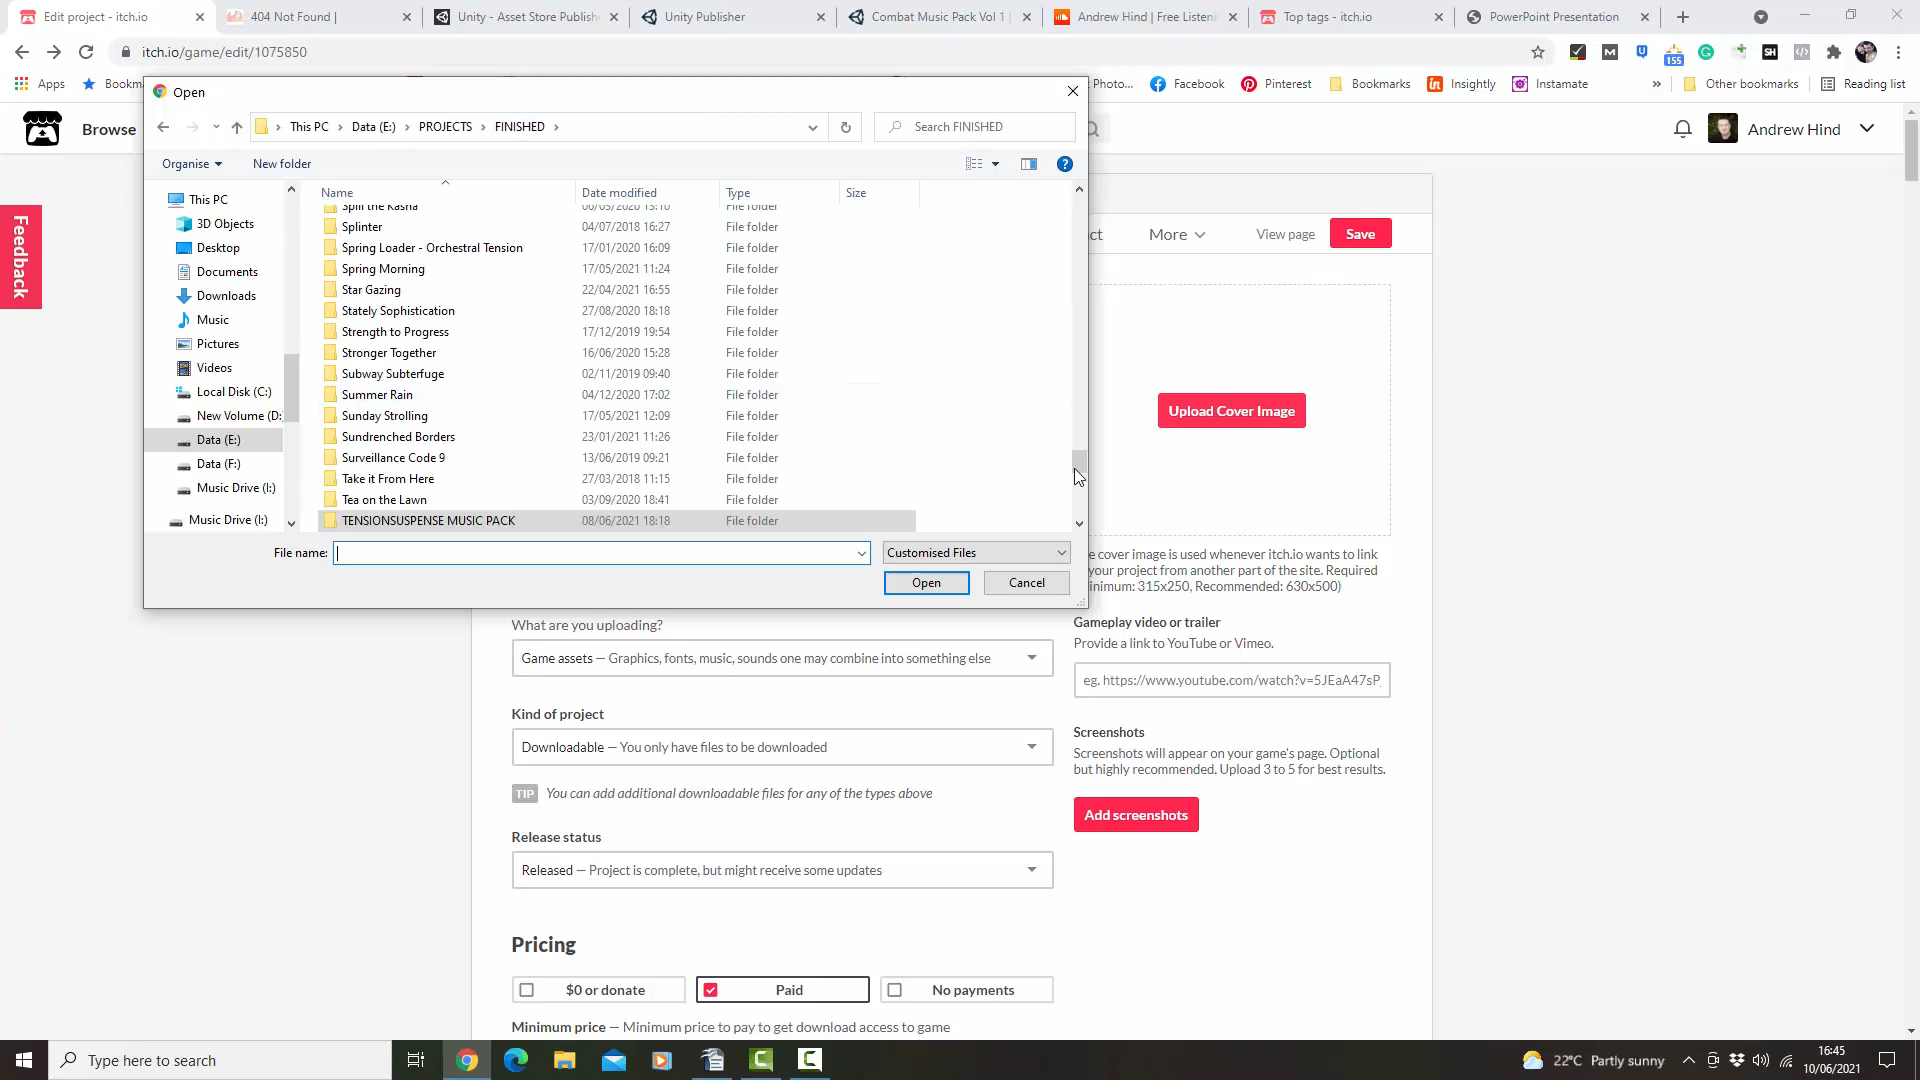 Edit project - itch.io
404 Not Found |
Unity - Asset Store Publish
Unity Publisher
Combat Music Pack Vol 1 |
Andrew Hind | Free Listenin
Top tags - itch.io
PowerPoint Presentation
itch.io/game/edit/1075850
155
SH
Apps
Bookm
Photo...
Facebook
Pinterest
Bookmarks
Insightly
Instamate
»
Other bookmarks
Reading list
Browse
Andrew Hind
Feedback
Open
This PC > Data (E:) > PROJECTS > FINISHED >
Search FINISHED
Organise
New folder
Name
Date modified
Type
Size
This PC
3D Objects
Desktop
Documents
Downloads
Music
Pictures
Videos
Local Disk (C:)
New Volume (D:
Data (E:)
Data (F:)
Music Drive (I:)
Music Drive (I:)
Spill the Kasha
File folder
Splinter 04/07/2018 16:27 File folder
Spring Loader - Orchestral Tension 17/01/2020 16:09 File folder
Spring Morning 17/05/2021 11:24 File folder
Star Gazing 22/04/2021 16:55 File folder
Stately Sophistication 27/08/2020 18:18 File folder
Strength to Progress 17/12/2019 19:54 File folder
Stronger Together 16/06/2020 15:28 File folder
Subway Subterfuge 02/11/2019 09:40 File folder
Summer Rain 04/12/2020 17:02 File folder
Sunday Strolling 17/05/2021 12:09 File folder
Sundrenched Borders 23/01/2021 11:26 File folder
Surveillance Code 9 13/06/2019 09:21 File folder
Take it From Here 27/03/2018 11:15 File folder
Tea on the Lawn 03/09/2020 18:41 File folder
TENSIONSUSPENSE MUSIC PACK 08/06/2021 18:18 File folder
File name:
Customised Files
Open
Cancel
ct
More
View page
Save
Upload Cover Image
e cover image is used whenever itch.io wants to link
your project from another part of the site. Required
inimum: 315x250, Recommended: 630x500)
Gameplay video or trailer
Provide a link to YouTube or Vimeo.
eg. https://www.youtube.com/watch?v=5JEaA47sP
Screenshots
Screenshots will appear on your game's page. Optional
but highly recommended. Upload 3 to 5 for best results.
Add screenshots
What are you uploading?
Game assets — Graphics, fonts, music, sounds one may combine into something else
Kind of project
Downloadable — You only have files to be downloaded
TIP You can add additional downloadable files for any of the types above
Release status
Released — Project is complete, but might receive some updates
Pricing
$0 or donate
Paid
No payments
Minimum price — Minimum price to pay to get download access to game
Type here to search
22°C Partly sunny
16:45
10/06/2021